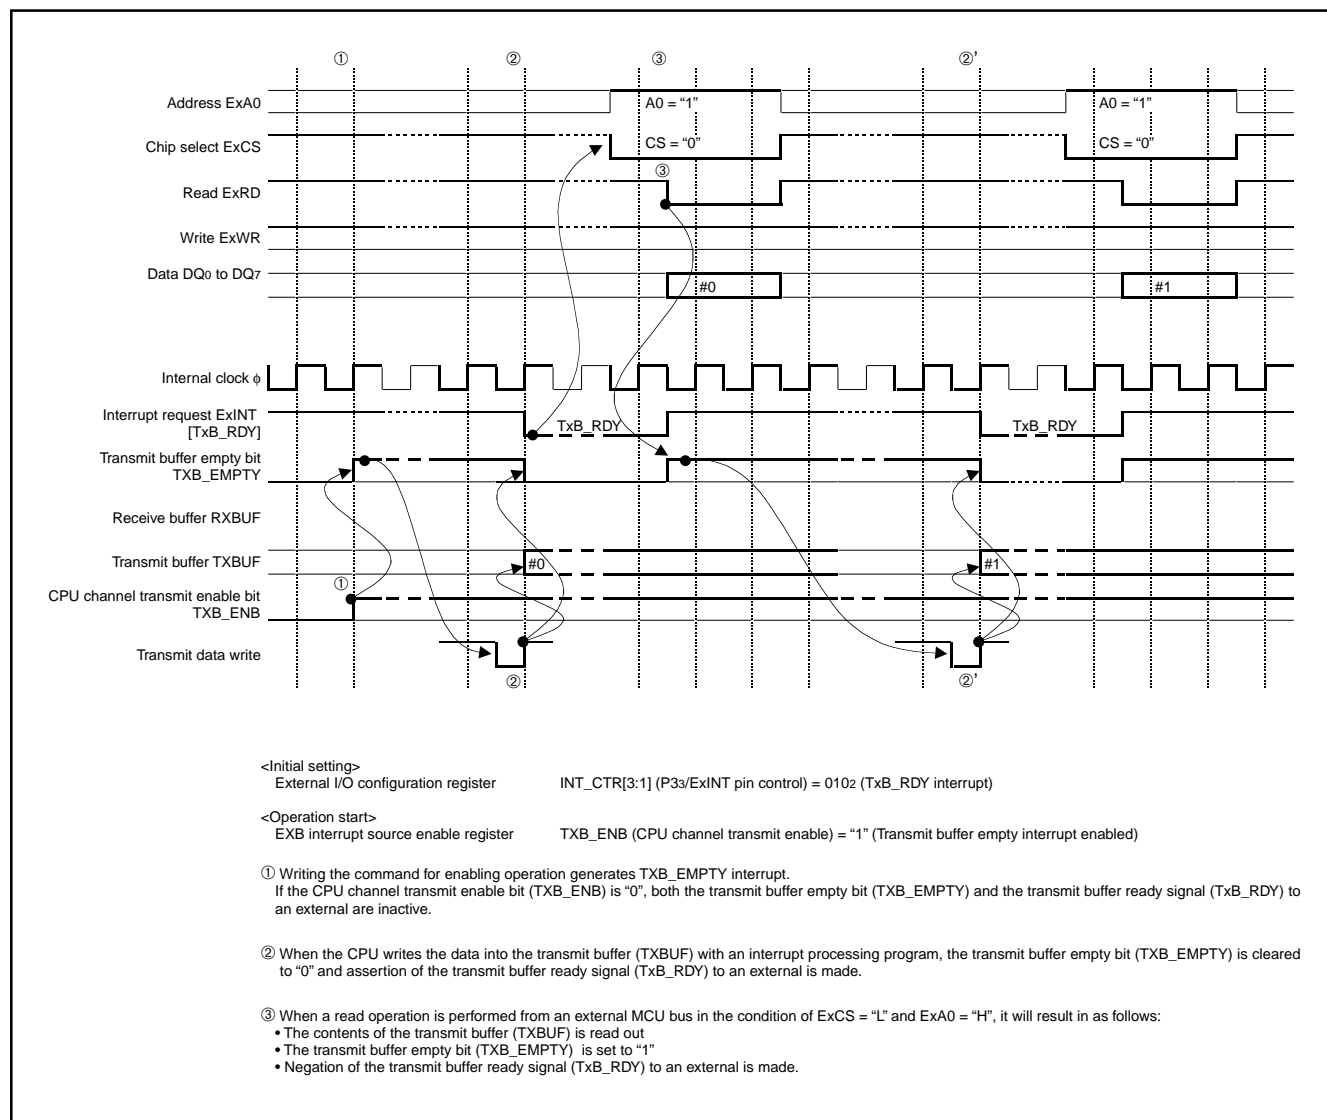 ① ② ③ ②’
Address ExA0 A0 = “1” A0 = “1”
Chip select ExCS CS = “0” CS = “0”
③
Read ExRD
Write ExWR
Data DQ0 to DQ7
#0 #1
Internal clock φ
Interrupt request ExINT
[TxB_RDY]
TxB_RDY TxB_RDY
Transmit buffer empty bit
TXB_EMPTY
Receive buffer RXBUF
Transmit buffer TXBUF #0 #1
①
CPU channel transmit enable bit
TXB_ENB
Transmit data write
② ②’
<Initial setting>
External I/O configuration register INT_CTR[3:1] (P33/ExINT pin control) = 0102 (TxB_RDY interrupt)
<Operation start>
EXB interrupt source enable register TXB_ENB (CPU channel transmit enable) = “1” (Transmit buffer empty interrupt enabled)
① Writing the command for enabling operation generates TXB_EMPTY interrupt.
If the CPU channel transmit enable bit (TXB_ENB) is “0”, both the transmit buffer empty bit (TXB_EMPTY) and the transmit buffer ready signal (TxB_RDY) to
an external are inactive.
② When the CPU writes the data into the transmit buffer (TXBUF) with an interrupt processing program, the transmit buffer empty bit (TXB_EMPTY) is cleared
to “0” and assertion of the transmit buffer ready signal (TxB_RDY) to an external is made.
③ When a read operation is performed from an external MCU bus in the condition of ExCS = “L” and ExA0 = “H”, it will result in as follows:
• The contents of the transmit buffer (TXBUF) is read out
• The transmit buffer empty bit (TXB_EMPTY) is set to “1”
• Negation of the transmit buffer ready signal (TxB_RDY) to an external is made.